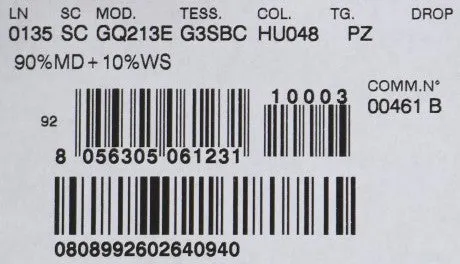 LN SC MOD. TESS. COL. TG. DROP
0135 SC GQ213E G3SBC HU048 PZ
90%MD+10%WS
COMM.N°
00461 B
10003
92
8 056305 061231
0808992602640940